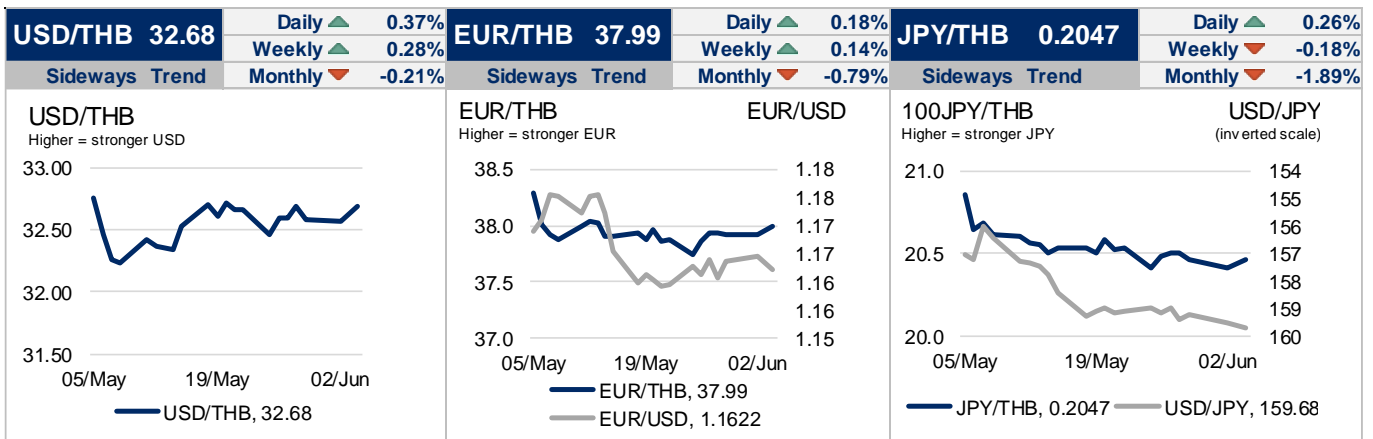 USD/THB 32.68
Daily 0.37%
Weekly 0.28%
Sideways Trend
Monthly -0.21%
USD/THB
Higher = stronger USD
33.00
32.50
32.00
31.50
05/May 19/May 02/Jun
USD/THB, 32.68
EUR/THB 37.99
Daily 0.18%
Weekly 0.14%
Sideways Trend
Monthly -0.79%
EUR/THB EUR/USD
Higher = stronger EUR
38.5 1.18
1.18
38.0 1.17
1.17
37.5 1.16
1.16
37.0 1.15
05/May 19/May 02/Jun
EUR/THB, 37.99
EUR/USD, 1.1622
JPY/THB 0.2047
Daily 0.26%
Weekly -0.18%
Sideways Trend
Monthly -1.89%
100JPY/THB USD/JPY
Higher = stronger JPY (inverted scale)
21.0 154
155
156
20.5 157
158
159
20.0 160
05/May 19/May 02/Jun
JPY/THB, 0.2047 USD/JPY, 159.68